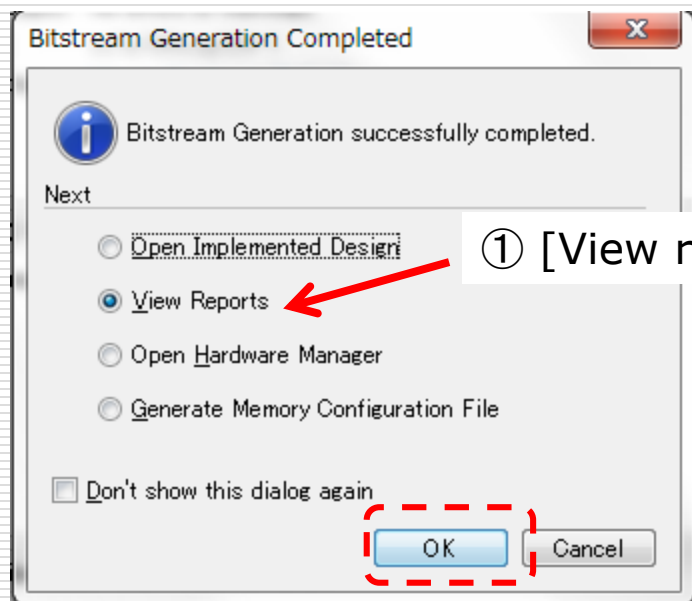 Bitstream Generation Completed
Bitstream Generation successfully completed.
Next
Open Implemented Design
① [View
View Reports
Open Hardware Manager
Generate Memory Configuration File
Don't show this dialog again
OK Cancel